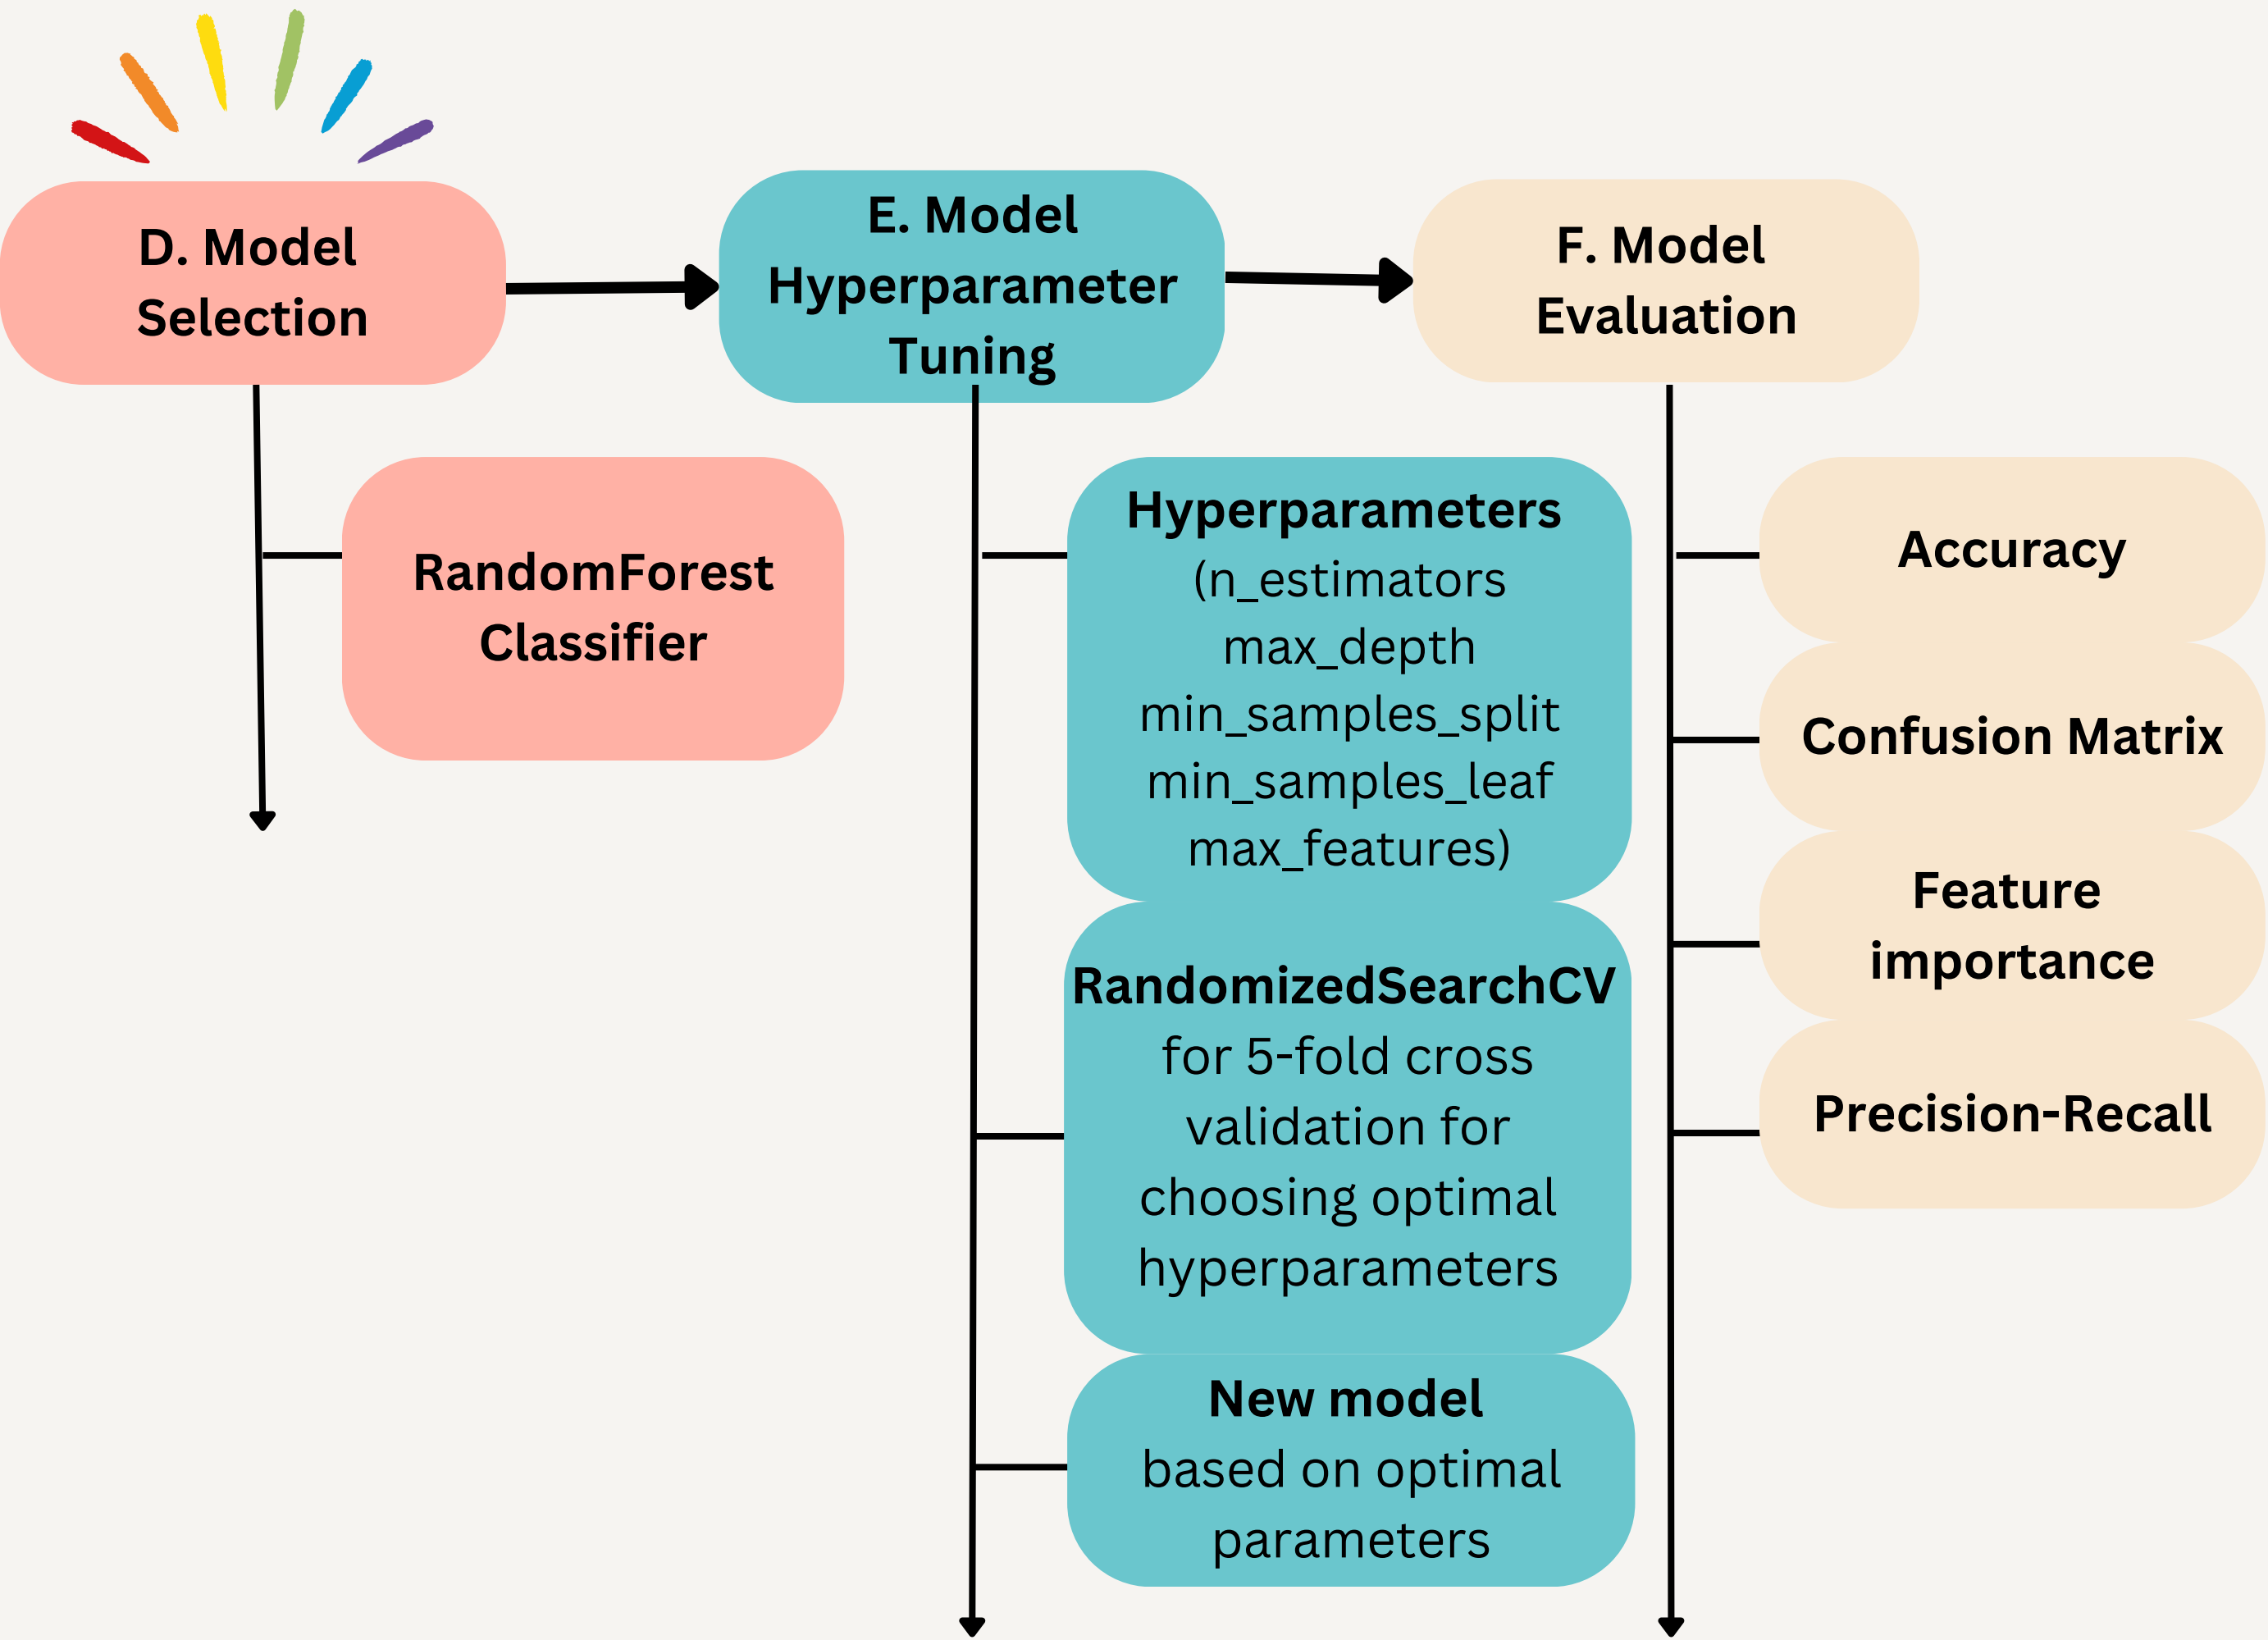 D. Model
Selection
RandomForest
Classifier
E. Model
Hyperparameter
Tuning
Hyperparameters
(n_estimators
max_depth
min_samples_split
min_samples_leaf
max_features)
RandomizedSearchCV
for 5-fold cross
validation for
choosing optimal
hyperparameters
New model
based on optimal
parameters
F. Model
Evaluation
Accuracy
Confusion Matrix
Feature
importance
Precision-Recall